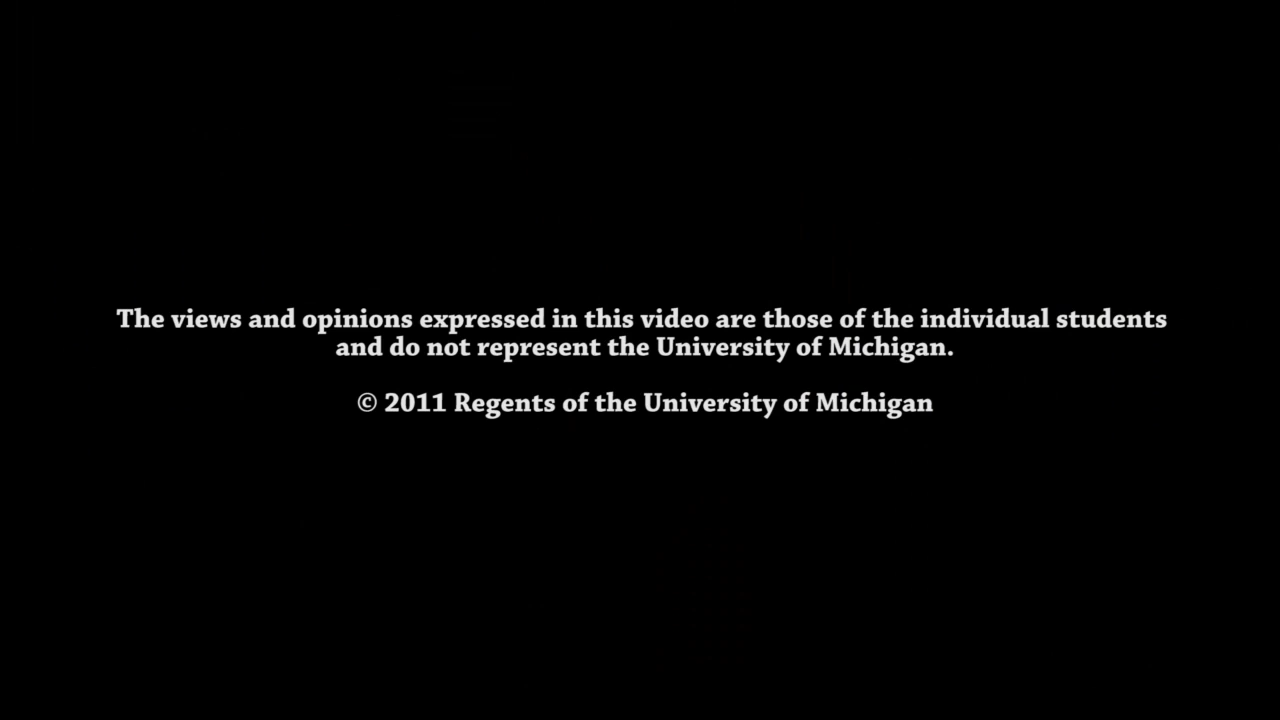 The views and opinions expressed in this video are those of the individual students
and do not represent the University of Michigan.
© 2011 Regents of the University of Michigan